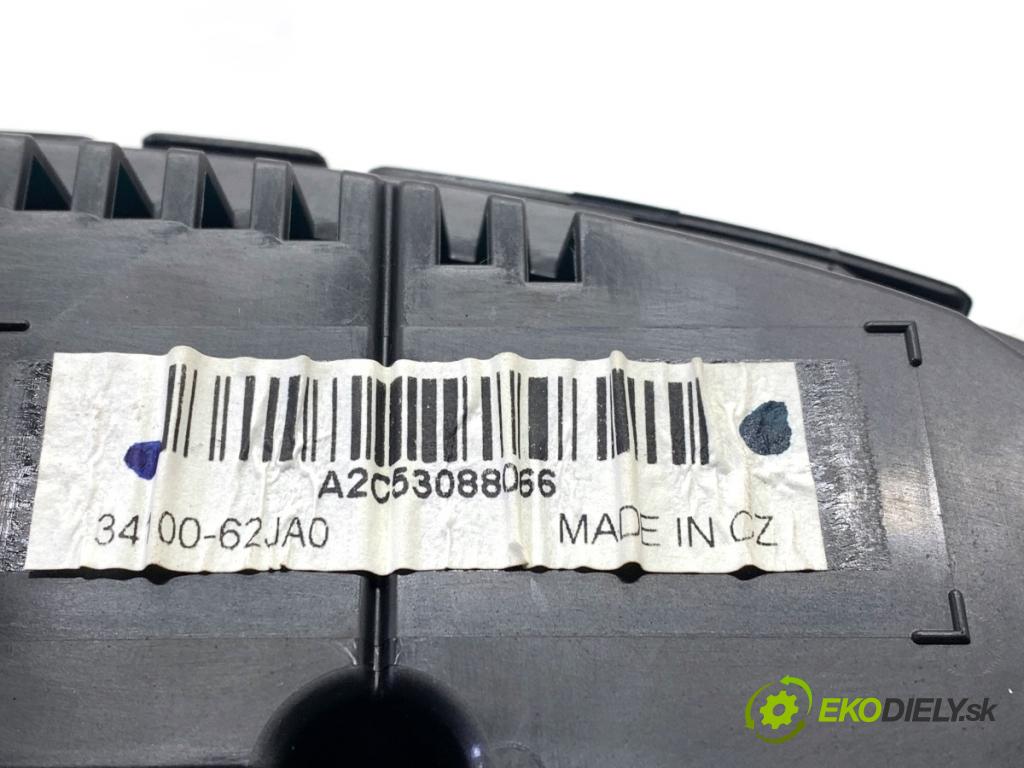 A2C53088066
34100-62JA0 MADE IN CZ
EKODIELY.sk